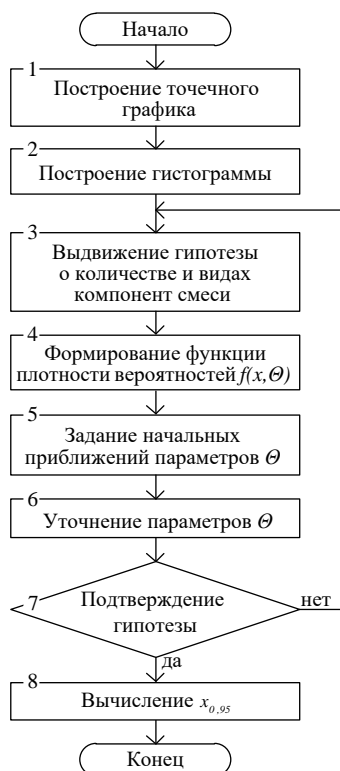 Начало
1
Построение точечного
графика
2
Построение гистограммы
3
Выдвижение гипотезы
о количестве и видах
компонент смеси
4
Формирование функции
плотности вероятностей f(x,Θ)
5
Задание начальных
приближений параметров Θ
6
Уточнение параметров Θ
7
Подтверждение
гипотезы
нет
да
8
Вычисление x0,95
Конец